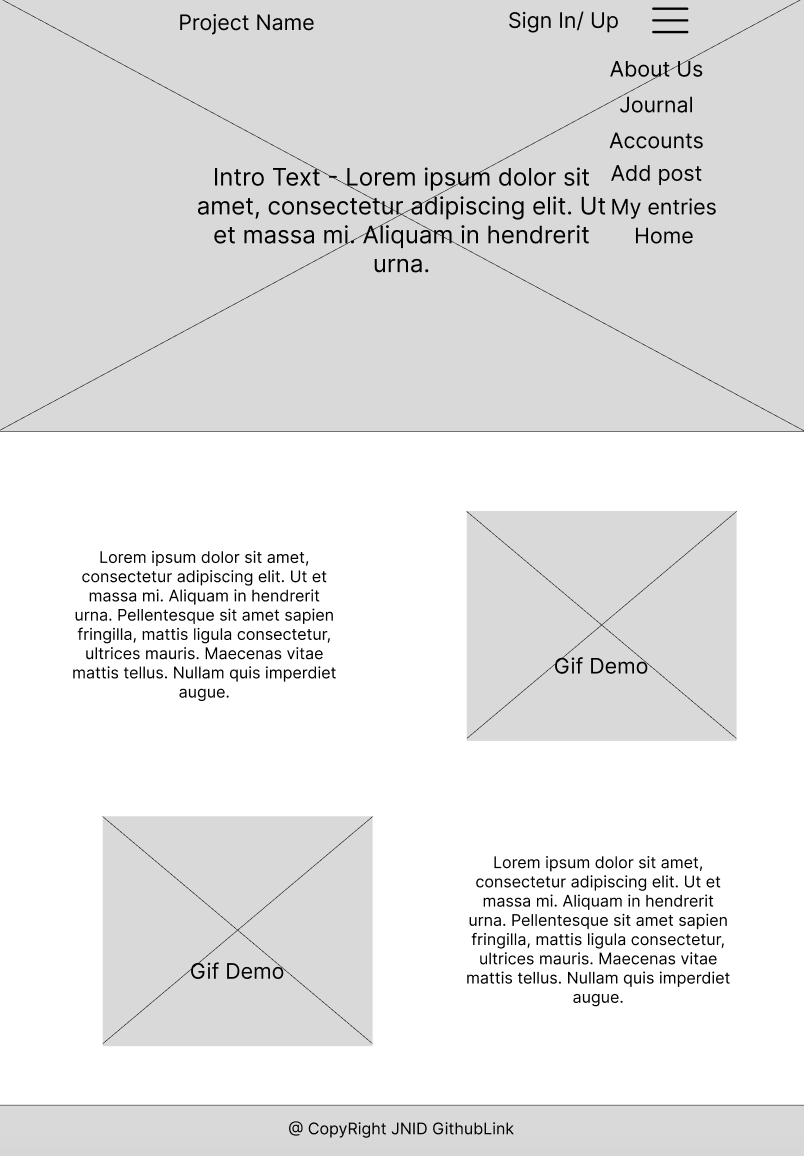 Project Name
Sign In/ Up
About Us
Journal
Accounts
Add post
My entries
Home
Intro Text - Lorem ipsum dolor sit
amet, consectetur adipiscing elit. Ut
et massa mi. Aliquam in hendrerit
urna.
Lorem ipsum dolor sit amet,
consectetur adipiscing elit. Ut et
massa mi. Aliquam in hendrerit
urna. Pellentesque sit amet sapien
fringilla, mattis ligula consectetur,
ultrices mauris. Maecenas vitae
mattis tellus. Nullam quis imperdiet
augue.
Gif Demo
Gif Demo
Lorem ipsum dolor sit amet,
consectetur adipiscing elit. Ut et
massa mi. Aliquam in hendrerit
urna. Pellentesque sit amet sapien
fringilla, mattis ligula consectetur,
ultrices mauris. Maecenas vitae
mattis tellus. Nullam quis imperdiet
augue.
@ CopyRight JNID GithubLink